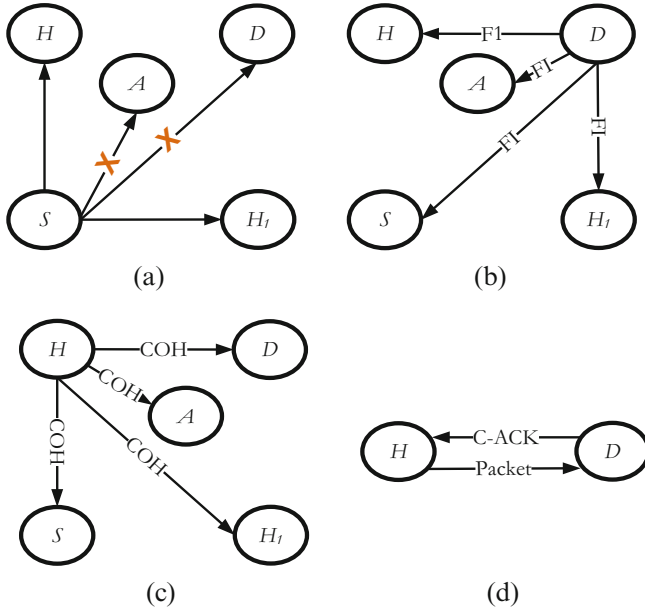 H
D
A
X
X
S
H₁
(a)
H
F1
D
A
FI
FI
FI
S
H₁
(b)
H
COH
D
COH
A
COH
COH
S
H₁
(c)
C-ACK
H
D
Packet
(d)